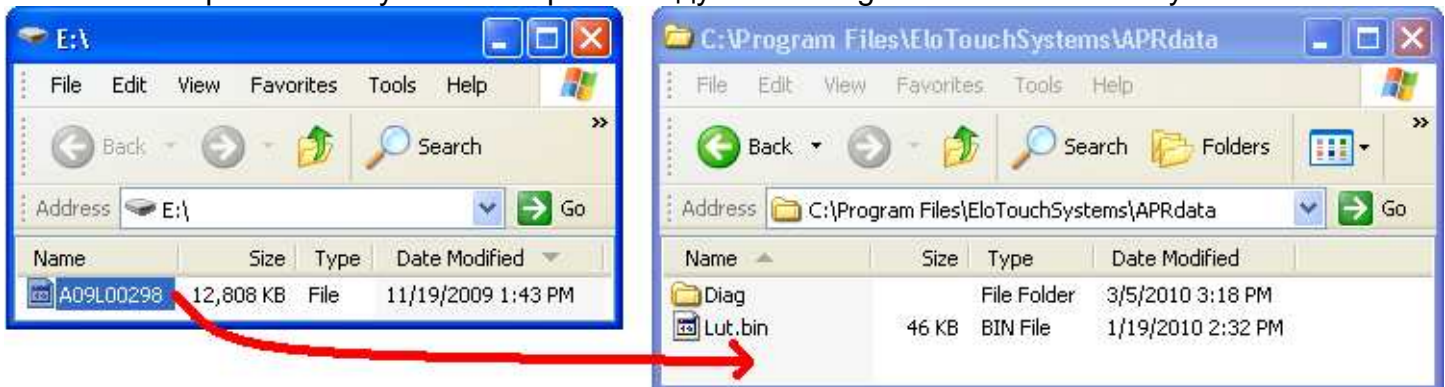 E:\
File Edit View Favorites Tools Help
Back Search »
Address E:\ Go
Name Size Type Date Modified
A09L00298 12,808 KB File 11/19/2009 1:43 PM
C:\Program Files\EloTouchSystems\APRdata
File Edit View Favorites Tools Help
Back Search Folders »
Address C:\Program Files\EloTouchSystems\APRdata Go
Name Size Type Date Modified
Diag File Folder 3/5/2010 3:18 PM
Lut.bin 46 KB BIN File 1/19/2010 2:32 PM